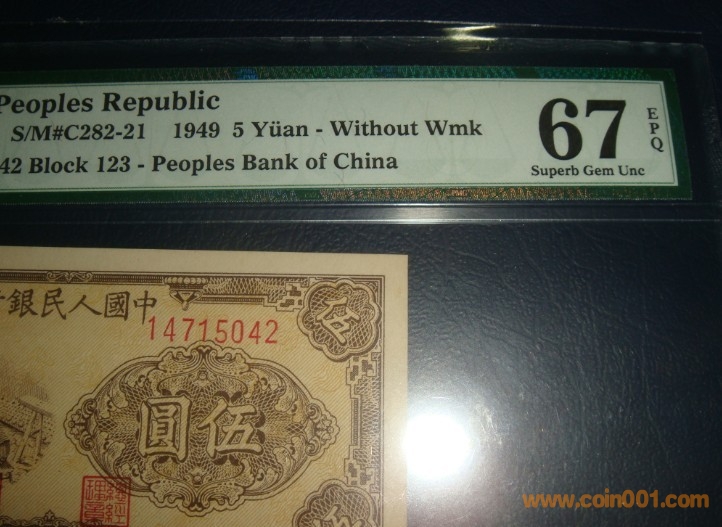 Peoples Republic
S/M#C282-21 1949 5 Yüan - Without Wmk
42 Block 123 - Peoples Bank of China
67
EPQ
Superb Gem Unc
中國人民銀
14715042
伍
伍圓
www.coin001.com